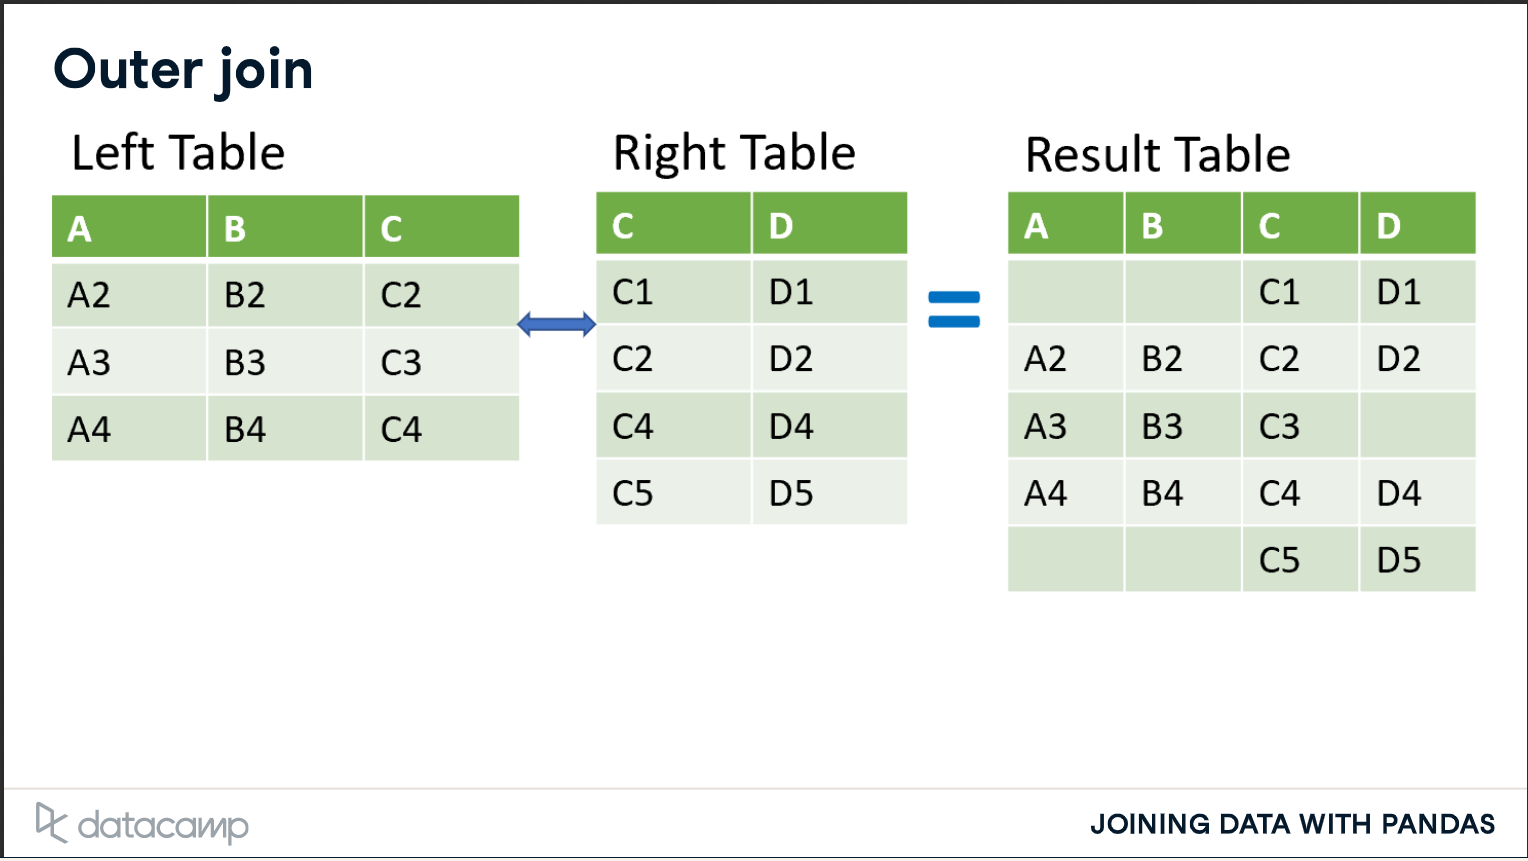 Outer join
Left Table
A B C
A2 B2 C2
A3 B3 C3
A4 B4 C4
Right Table
C D
C1 D1
C2 D2
C4 D4
C5 D5
=
Result Table
A B C D
C1 D1
A2 B2 C2 D2
A3 B3 C3
A4 B4 C4 D4
C5 D5
datacamp
JOINING DATA WITH PANDAS